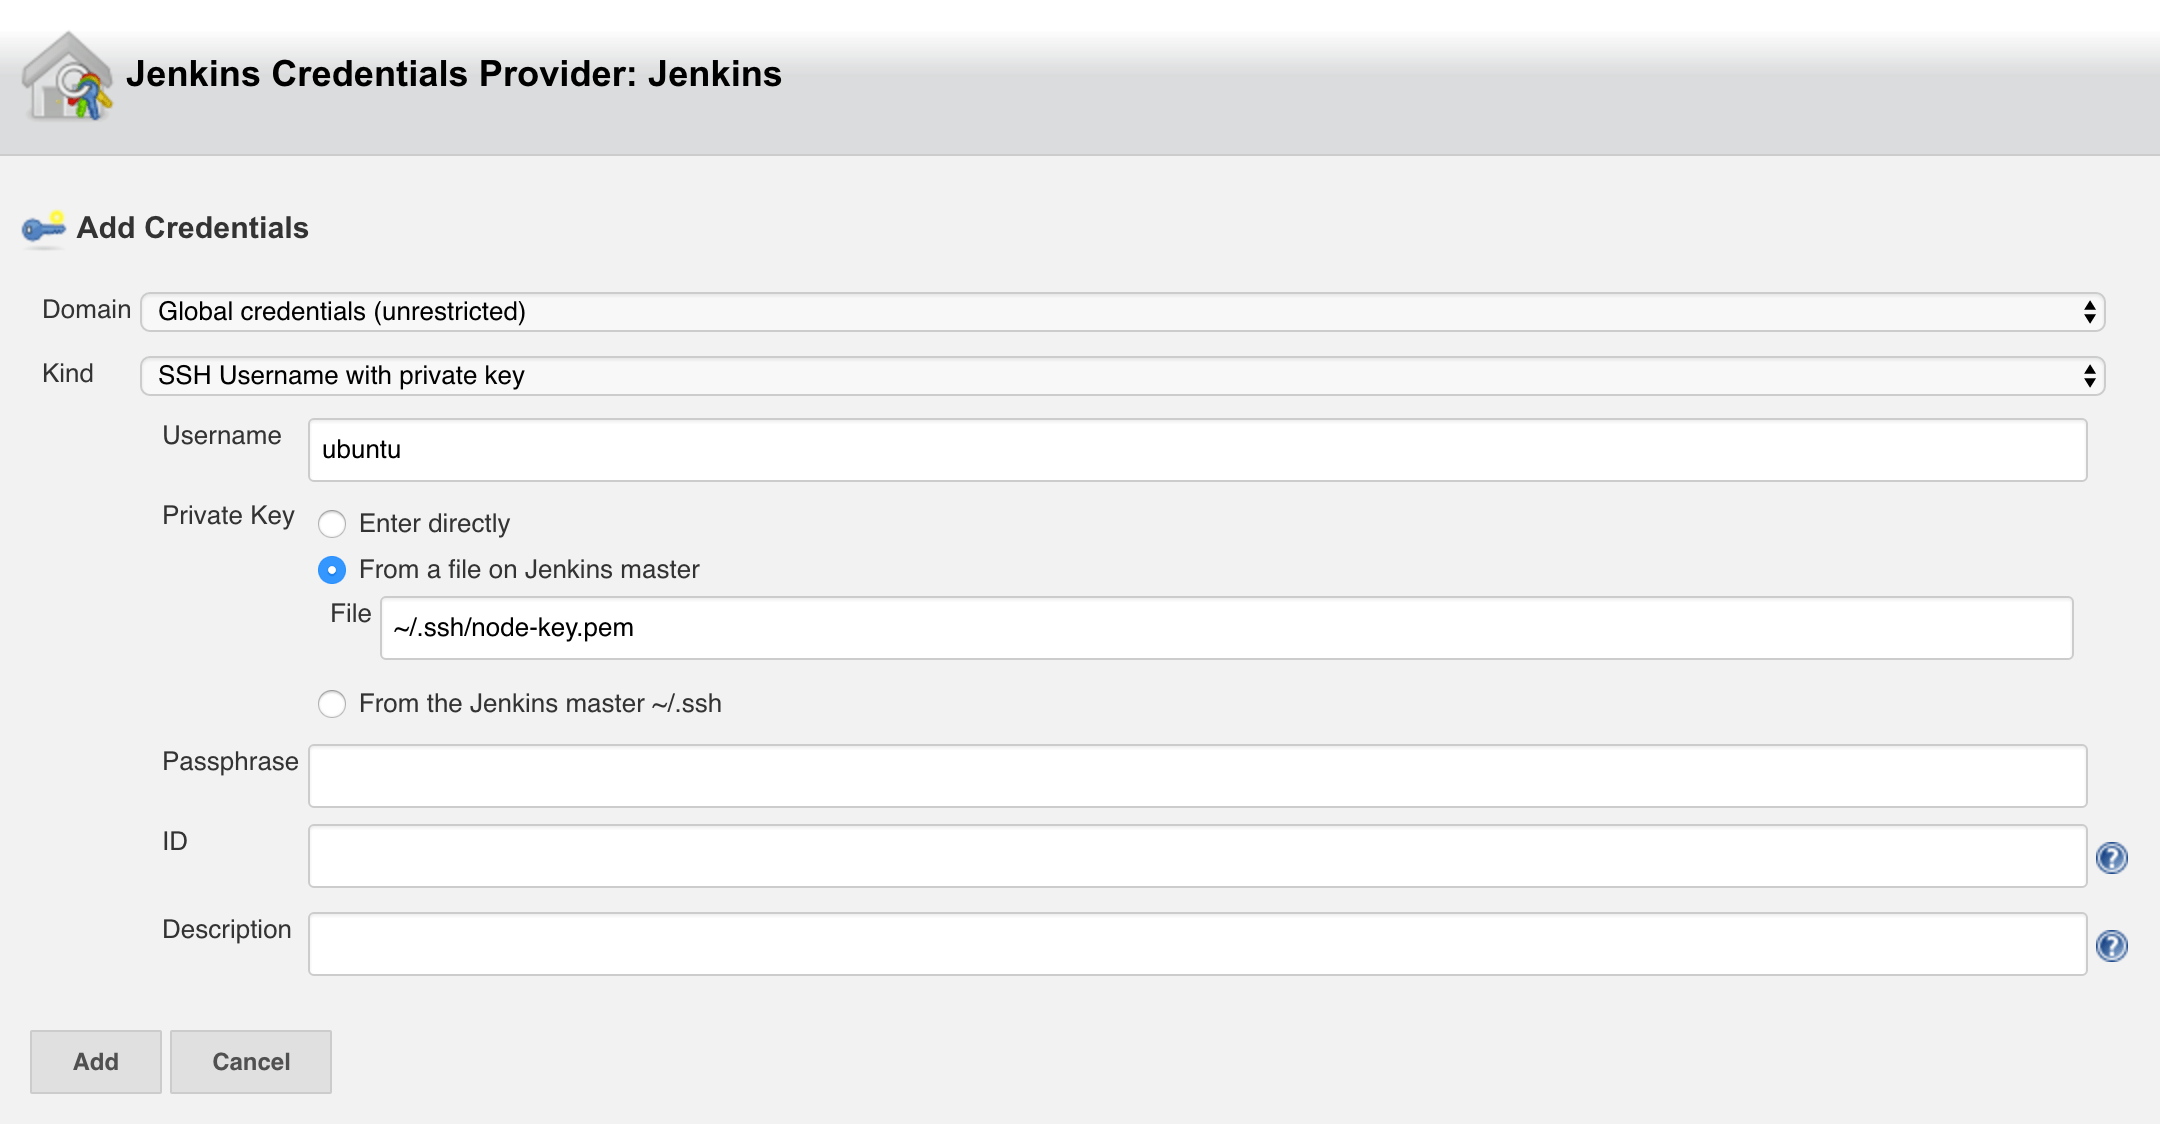 Jenkins Credentials Provider: Jenkins
Add Credentials
Domain Global credentials (unrestricted)
Kind SSH Username with private key
Username ubuntu
Private Key Enter directly
From a file on Jenkins master
File ~/.ssh/node-key.pem
From the Jenkins master ~/.ssh
Passphrase
ID ?
Description ?
Add Cancel